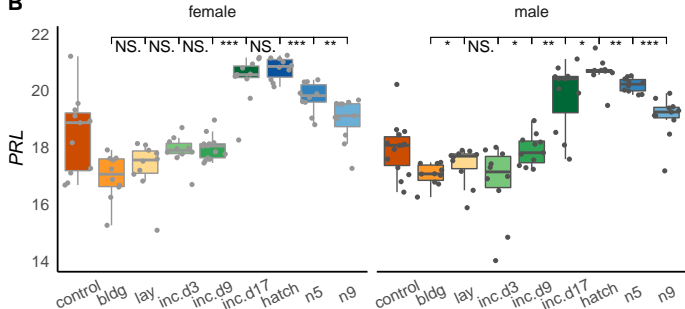 B
female
male
NS. NS. NS. *** NS. *** ** * NS. * ** * ** ***
PRL
22
20
18
16
14
control bldg lay inc.d3 inc.d9 inc.d17 hatch n5 n9
control bldg lay inc.d3 inc.d9 inc.d17 hatch n5 n9